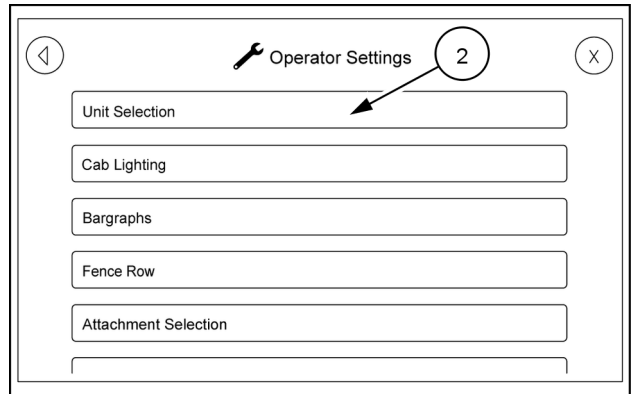 Operator Settings
2
X
Unit Selection
Cab Lighting
Bargraphs
Fence Row
Attachment Selection